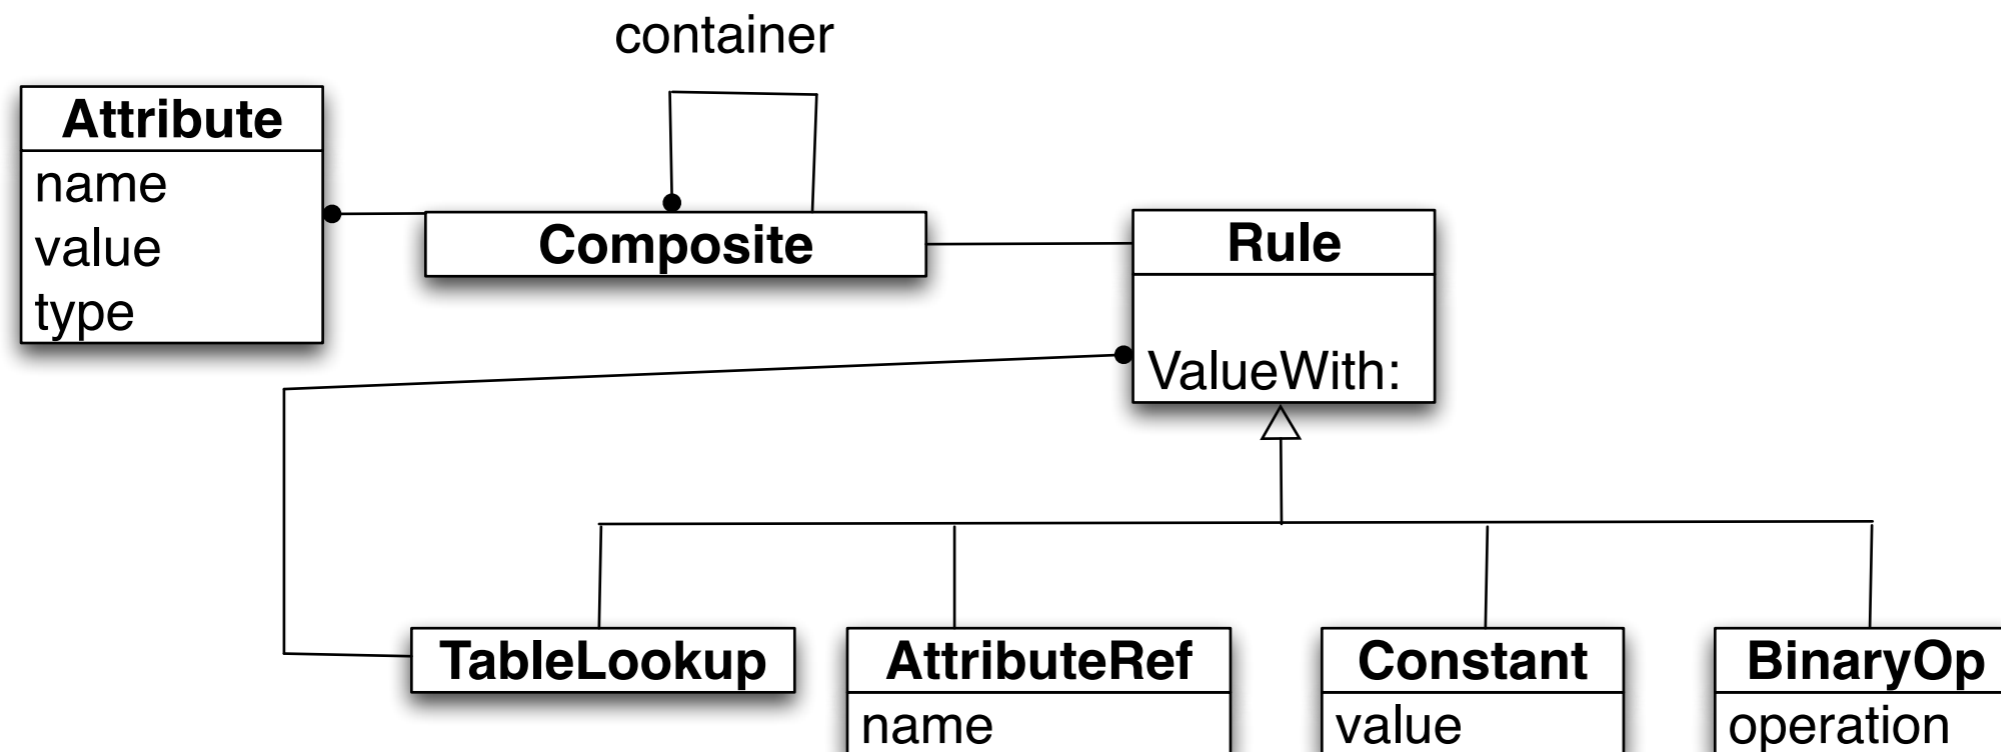 container
Attribute
name
value
type
Composite
Rule
ValueWith:
TableLookup
AttributeRef
name
Constant
value
BinaryOp
operation